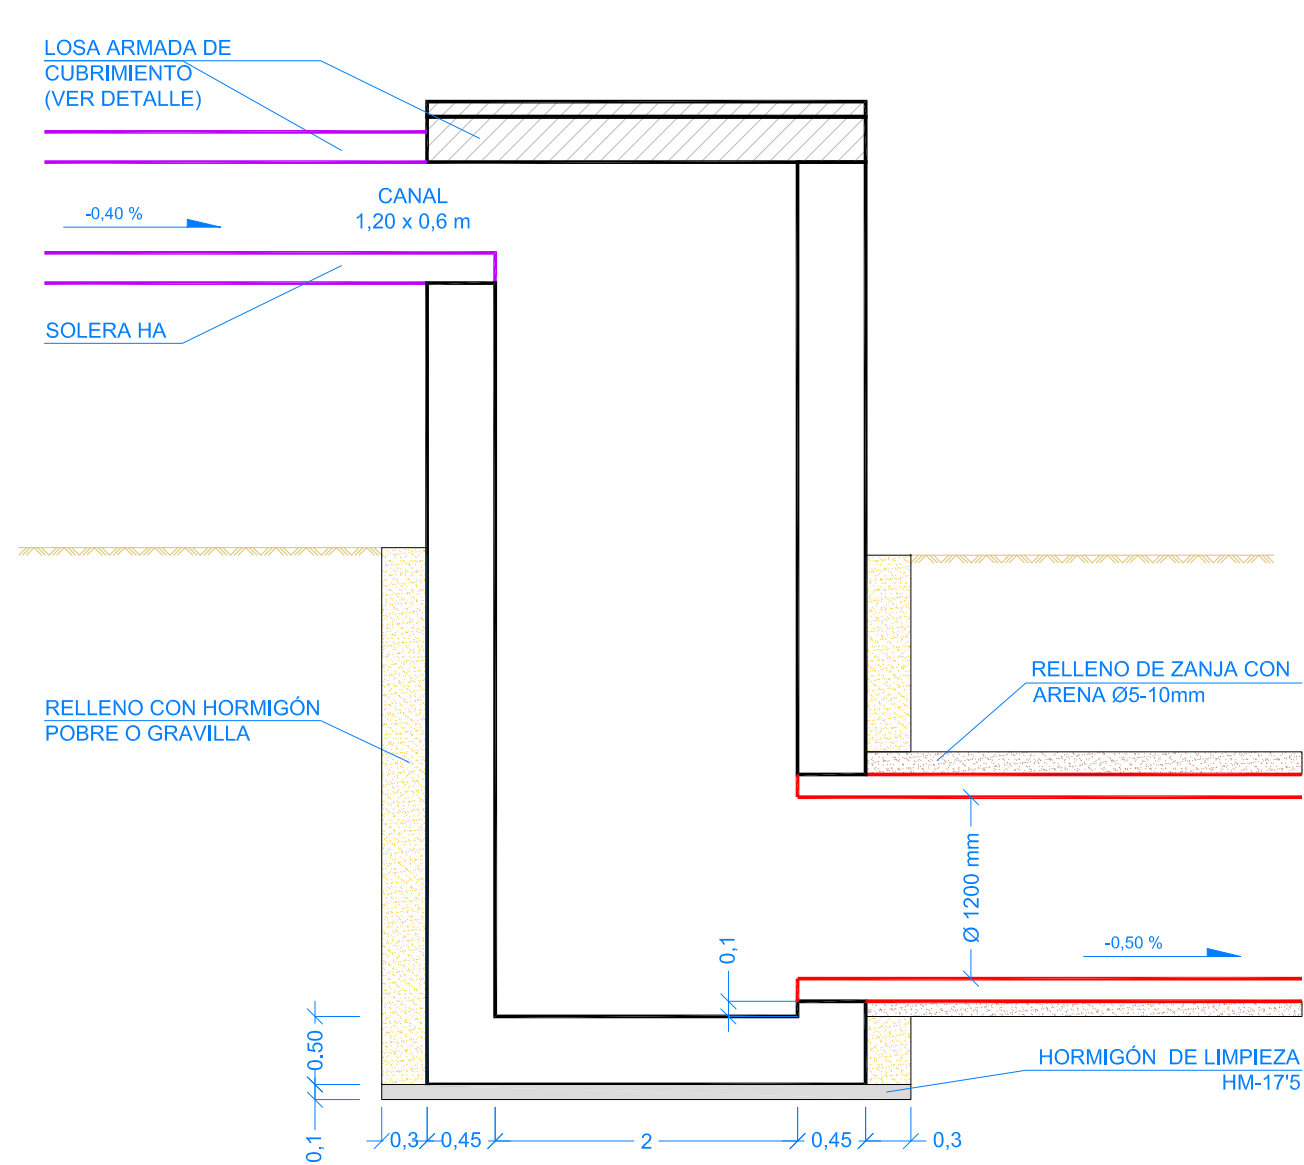 LOSA ARMADA DE
CUBRIMIENTO
(VER DETALLE)
CANAL
1,20 x 0,6 m
-0,40 %
SOLERA HA
RELLENO DE ZANJA CON
ARENA Ø5-10mm
RELLENO CON HORMIGÓN
POBRE O GRAVILLA
Ø 1200 mm
0,1
-0,50 %
0.50
HORMIGÓN DE LIMPIEZA
HM-17'5
0,1
0,3
0,45
2
0,45
0,3